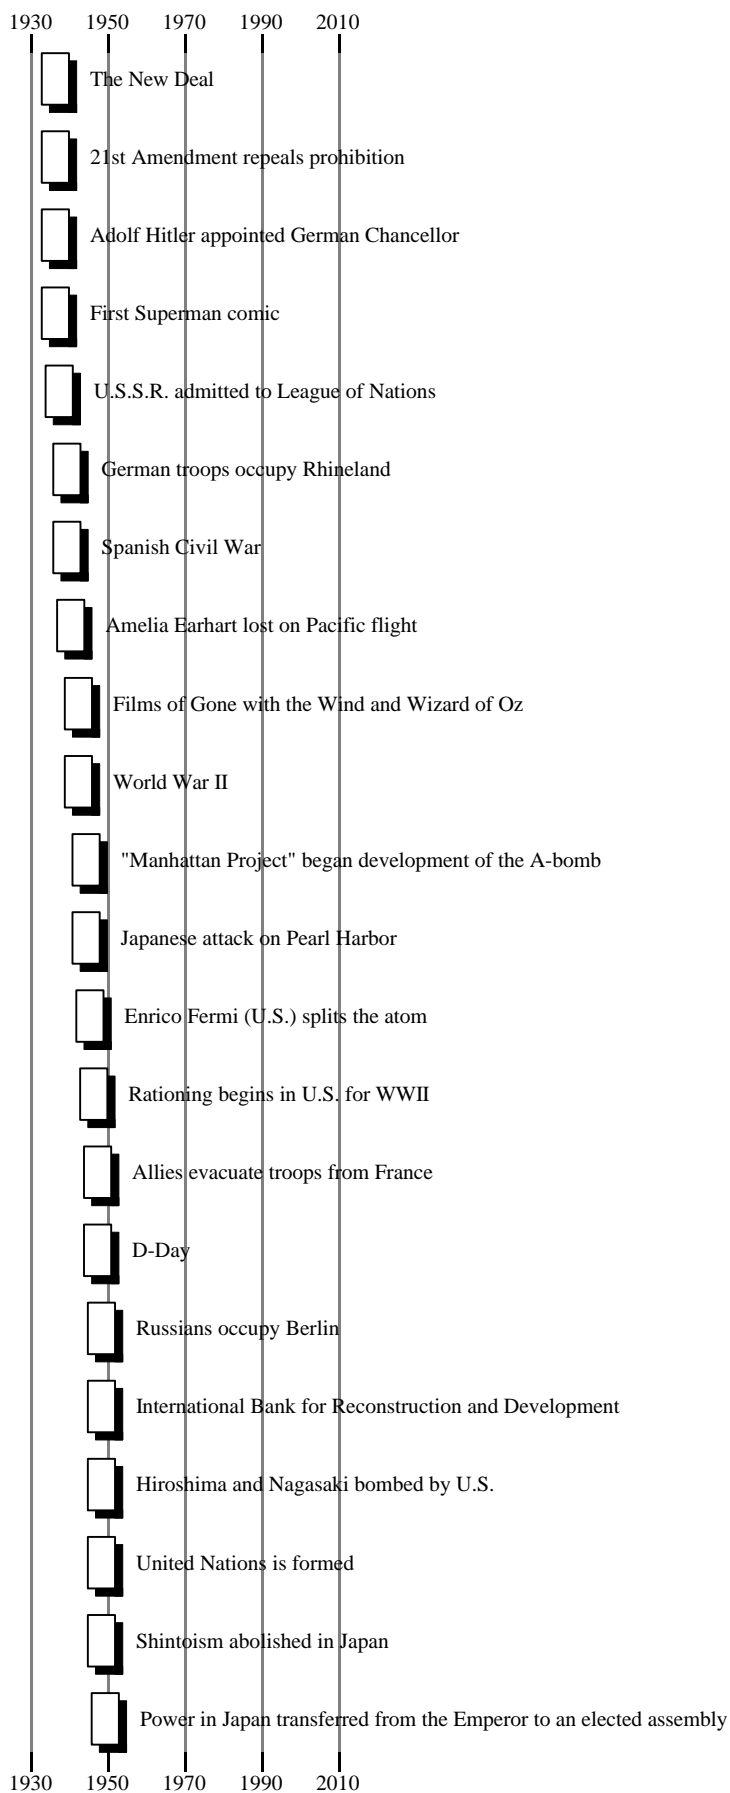 1930 1950 1970 1990 2010
The New Deal
21st Amendment repeals prohibition
Adolf Hitler appointed German Chancellor
First Superman comic
U.S.S.R. admitted to League of Nations
German troops occupy Rhineland
Spanish Civil War
Amelia Earhart lost on Pacific flight
Films of Gone with the Wind and Wizard of Oz
World War II
"Manhattan Project" began development of the A-bomb
Japanese attack on Pearl Harbor
Enrico Fermi (U.S.) splits the atom
Rationing begins in U.S. for WWII
Allies evacuate troops from France
D-Day
Russians occupy Berlin
International Bank for Reconstruction and Development
Hiroshima and Nagasaki bombed by U.S.
United Nations is formed
Shintoism abolished in Japan
Power in Japan transferred from the Emperor to an elected assembly
1930 1950 1970 1990 2010